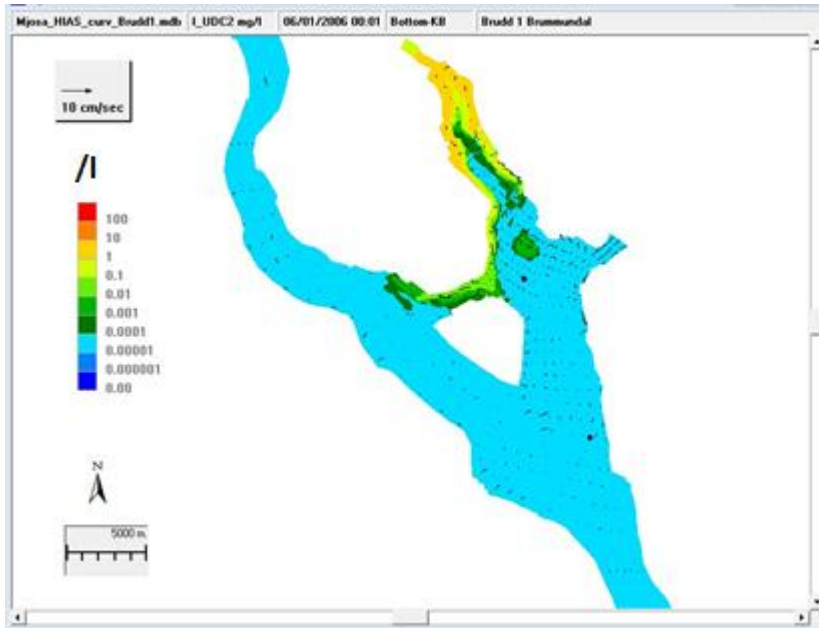 Mjosa_HIAS_curv_Brudd1.mdb I_UDC2 mg/l 06/01/2006 00:01 Bottom-KB Brudd 1 Brummundal
10 cm/sec
/l
100
10
1
0.1
0.01
0.001
0.0001
0.00001
0.000001
0.00
N
5000 m.